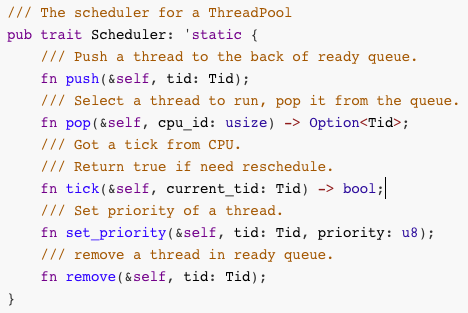 /// The scheduler for a ThreadPool
pub trait Scheduler: 'static {
    /// Push a thread to the back of ready queue.
    fn push(&self, tid: Tid);
    /// Select a thread to run, pop it from the queue.
    fn pop(&self, cpu_id: usize) -> Option<Tid>;
    /// Got a tick from CPU.
    /// Return true if need reschedule.
    fn tick(&self, current_tid: Tid) -> bool;
    /// Set priority of a thread.
    fn set_priority(&self, tid: Tid, priority: u8);
    /// remove a thread in ready queue.
    fn remove(&self, tid: Tid);
}